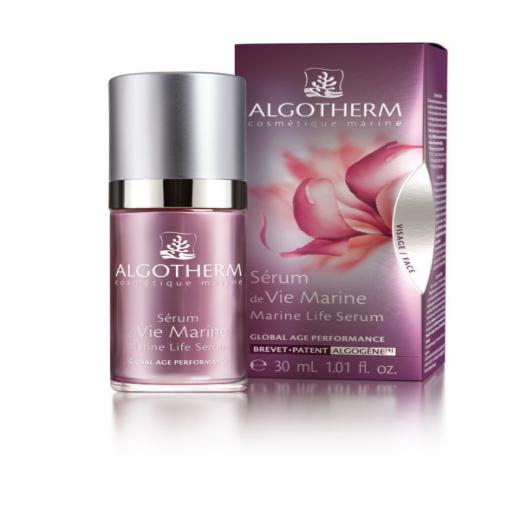 ALGOTHERM
cosmétique marine
Sérum
de Vie Marine
Marine Life Serum
GLOBAL AGE PERFORMANCE
ALGOTHERM
cosmétique marine
VISAGE / FACE
Sérum
de Vie Marine
Marine Life Serum
GLOBAL AGE PERFORMANCE
BREVET-PATENT ALGOGÈNE
e 30 mL 1.01 fl. oz.